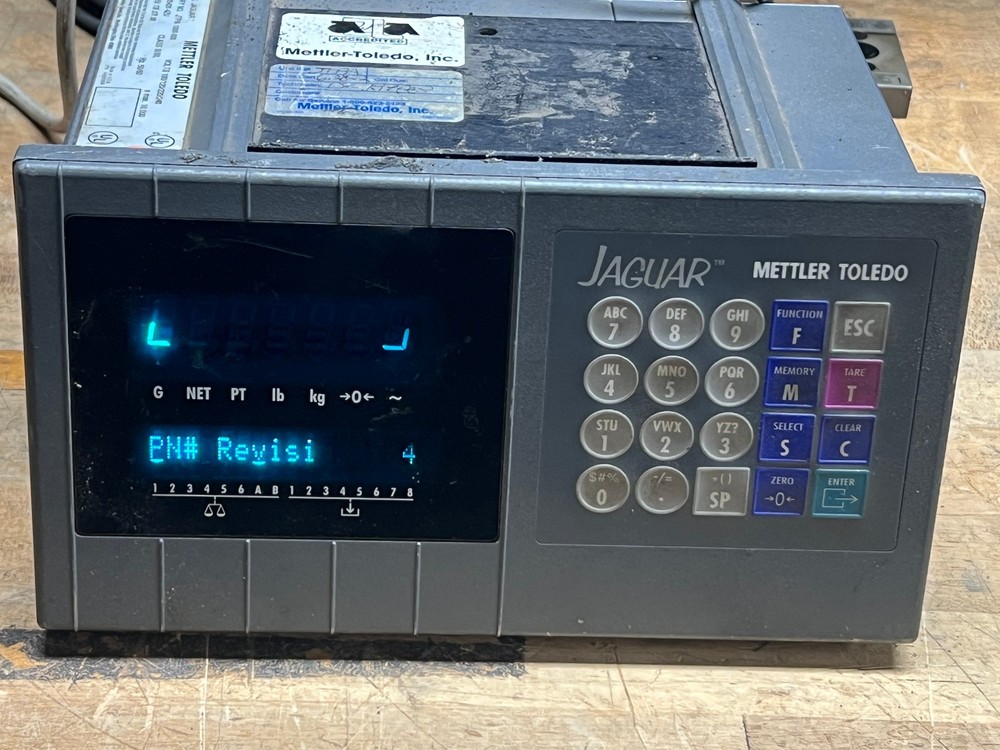 METTLER TOLEDO
CLASS III/IIIL
ACCREDITED
Mettler-Toledo, Inc.
Mettler-Toledo, Inc.
JAGUAR™ METTLER TOLEDO
ABC DEF GHI FUNCTION
7 8 9 F ESC
JKL MNO PQR MEMORY TARE
4 5 6 M T
STU VWX YZ? SELECT CLEAR
1 2 3 S C
$#% -/= *() ZERO ENTER
0 . SP →0←
G NET PT lb kg →0← ~
PN# Revisi 4
1 2 3 4 5 6 A B 1 2 3 4 5 6 7 8